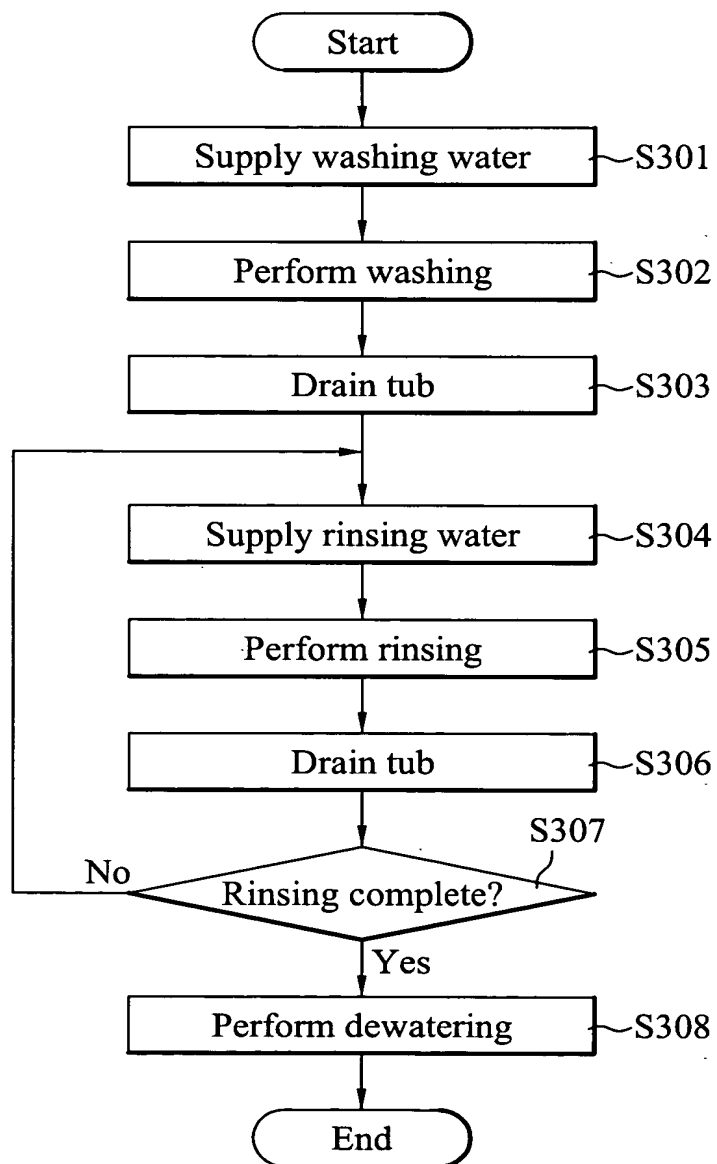 Start
Supply washing water S301
Perform washing S302
Drain tub S303
Supply rinsing water S304
Perform rinsing S305
Drain tub S306
S307
No
Rinsing complete?
Yes
Perform dewatering S308
End